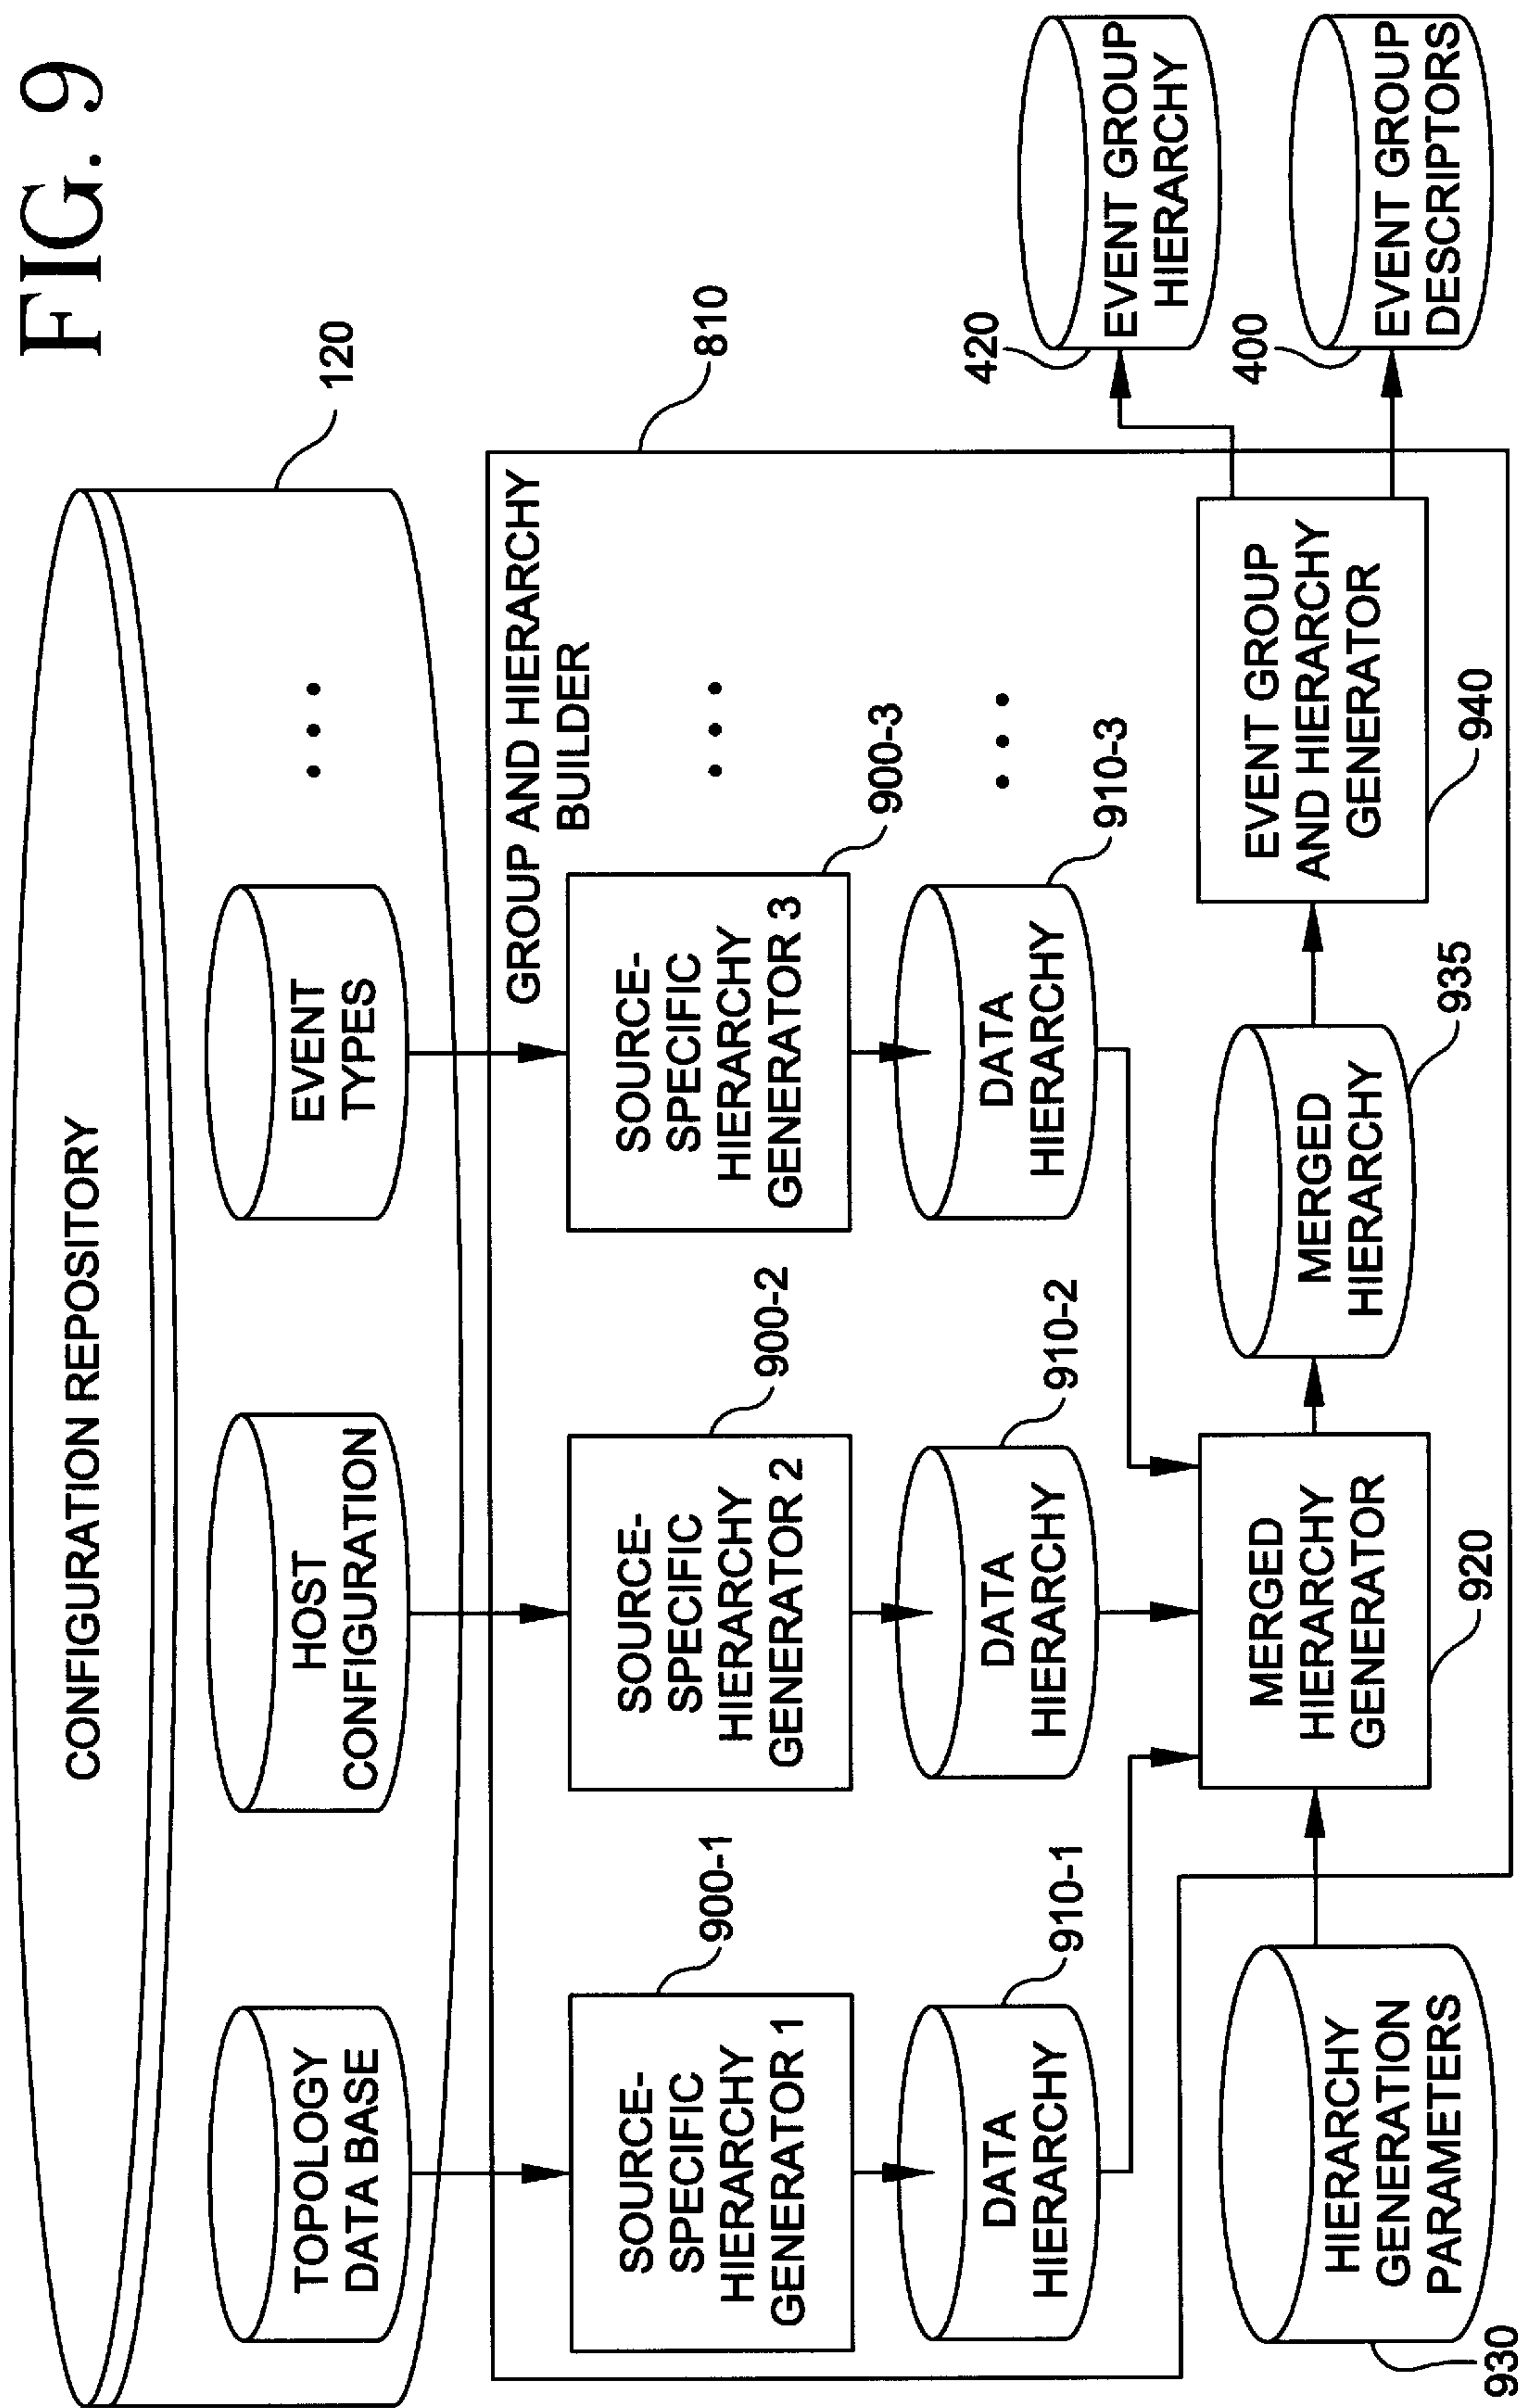 FIG. 9
CONFIGURATION REPOSITORY
120
TOPOLOGY
DATA BASE
HOST
CONFIGURATION
EVENT
TYPES
• • •
810
GROUP AND HIERARCHY
BUILDER
900-1
SOURCE-
SPECIFIC
HIERARCHY
GENERATOR 1
900-2
SOURCE-
SPECIFIC
HIERARCHY
GENERATOR 2
900-3
SOURCE-
SPECIFIC
HIERARCHY
GENERATOR 3
• • •
910-1
DATA
HIERARCHY
910-2
DATA
HIERARCHY
910-3
DATA
HIERARCHY
• • •
930
HIERARCHY
GENERATION
PARAMETERS
MERGED
HIERARCHY
GENERATOR
920
MERGED
HIERARCHY
935
EVENT GROUP
AND HIERARCHY
GENERATOR
940
420
EVENT GROUP
HIERARCHY
400
EVENT GROUP
DESCRIPTORS